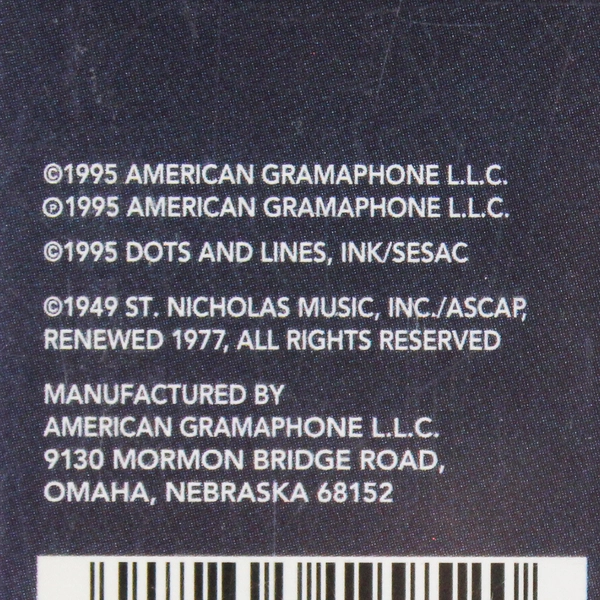 ©1995 AMERICAN GRAMAPHONE L.L.C.
℗1995 AMERICAN GRAMAPHONE L.L.C.
©1995 DOTS AND LINES, INK/SESAC
©1949 ST. NICHOLAS MUSIC, INC./ASCAP,
RENEWED 1977, ALL RIGHTS RESERVED
MANUFACTURED BY
AMERICAN GRAMAPHONE L.L.C.
9130 MORMON BRIDGE ROAD,
OMAHA, NEBRASKA 68152